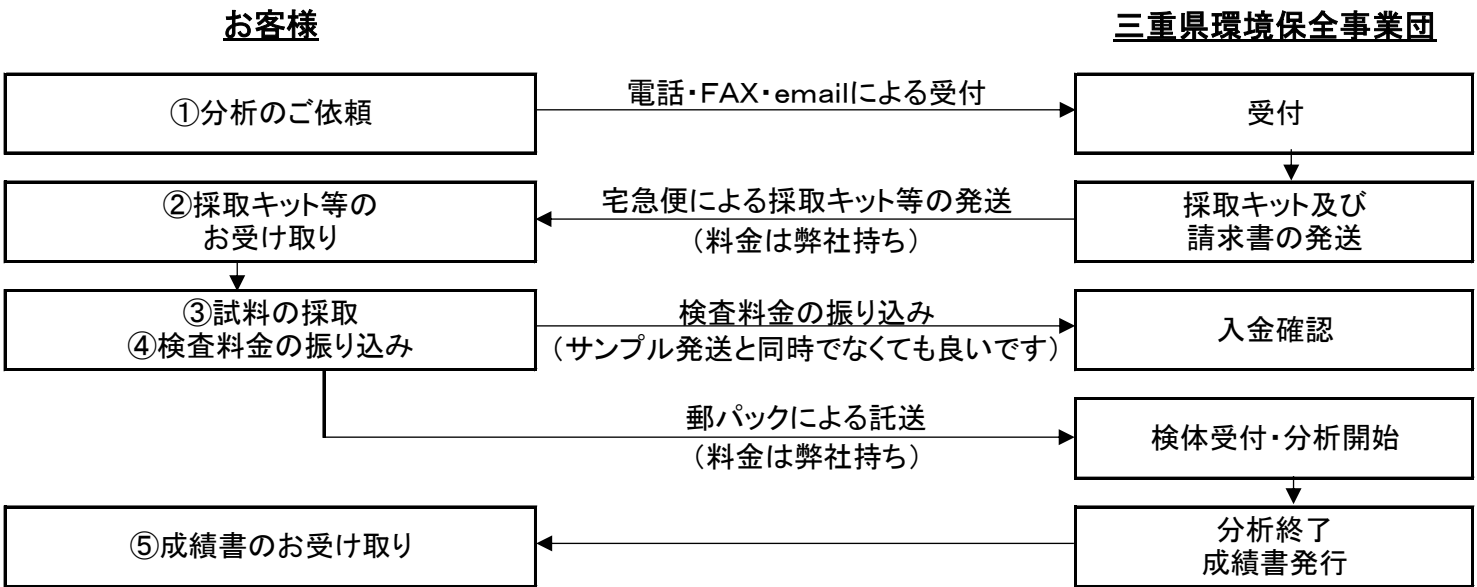 お客様
三重県環境保全事業団
①分析のご依頼
電話・FAX・emailによる受付
受付
②採取キット等の
お受け取り
宅急便による採取キット等の発送
（料金は弊社持ち）
採取キット及び
請求書の発送
③試料の採取
④検査料金の振り込み
検査料金の振り込み
（サンプル発送と同時でなくても良いです）
入金確認
郵パックによる託送
（料金は弊社持ち）
検体受付・分析開始
⑤成績書のお受け取り
分析終了
成績書発行